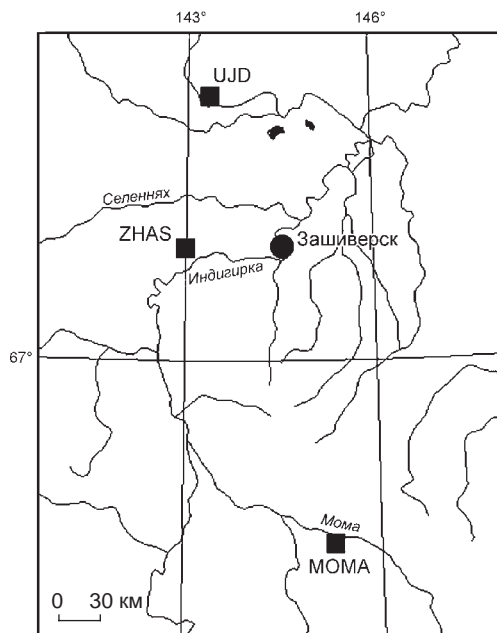 143°
146°
UJD
Селеннях
ZHAS
Зашиверск
Индигирка
67°
Мома
MOMA
0 30 км